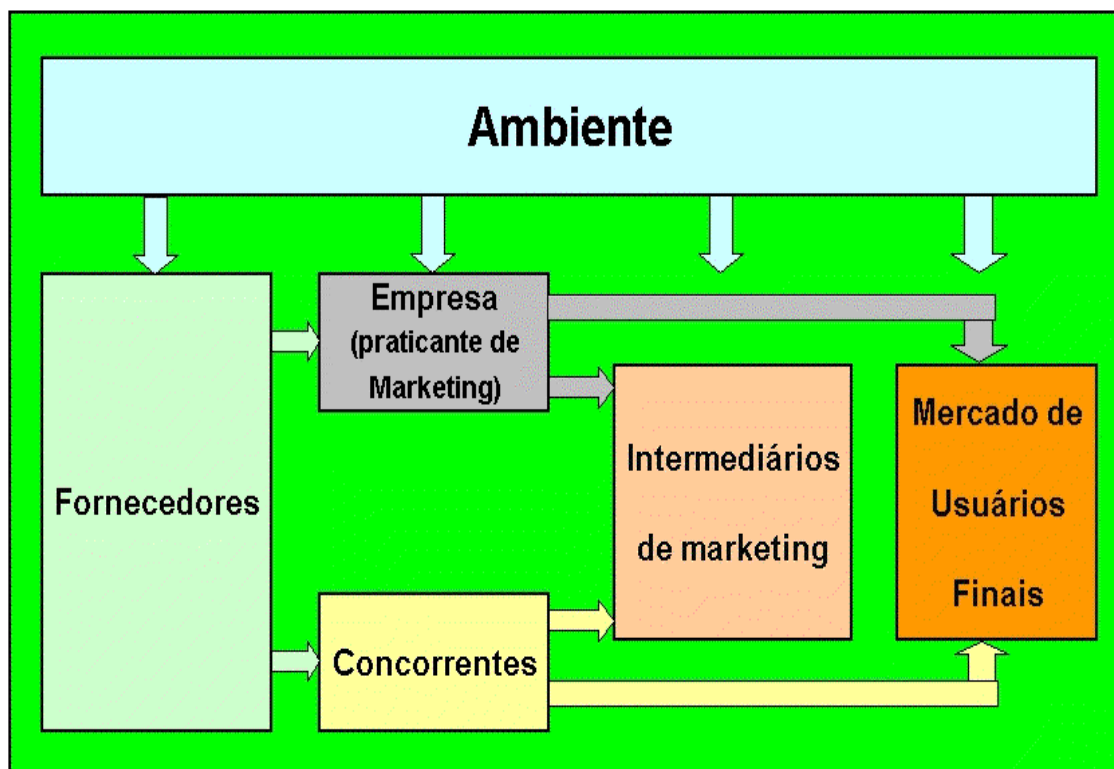 Ambiente
Empresa
(praticante de
Marketing)
Fornecedores
Intermediários
de marketing
Mercado de
Usuários
Finais
Concorrentes